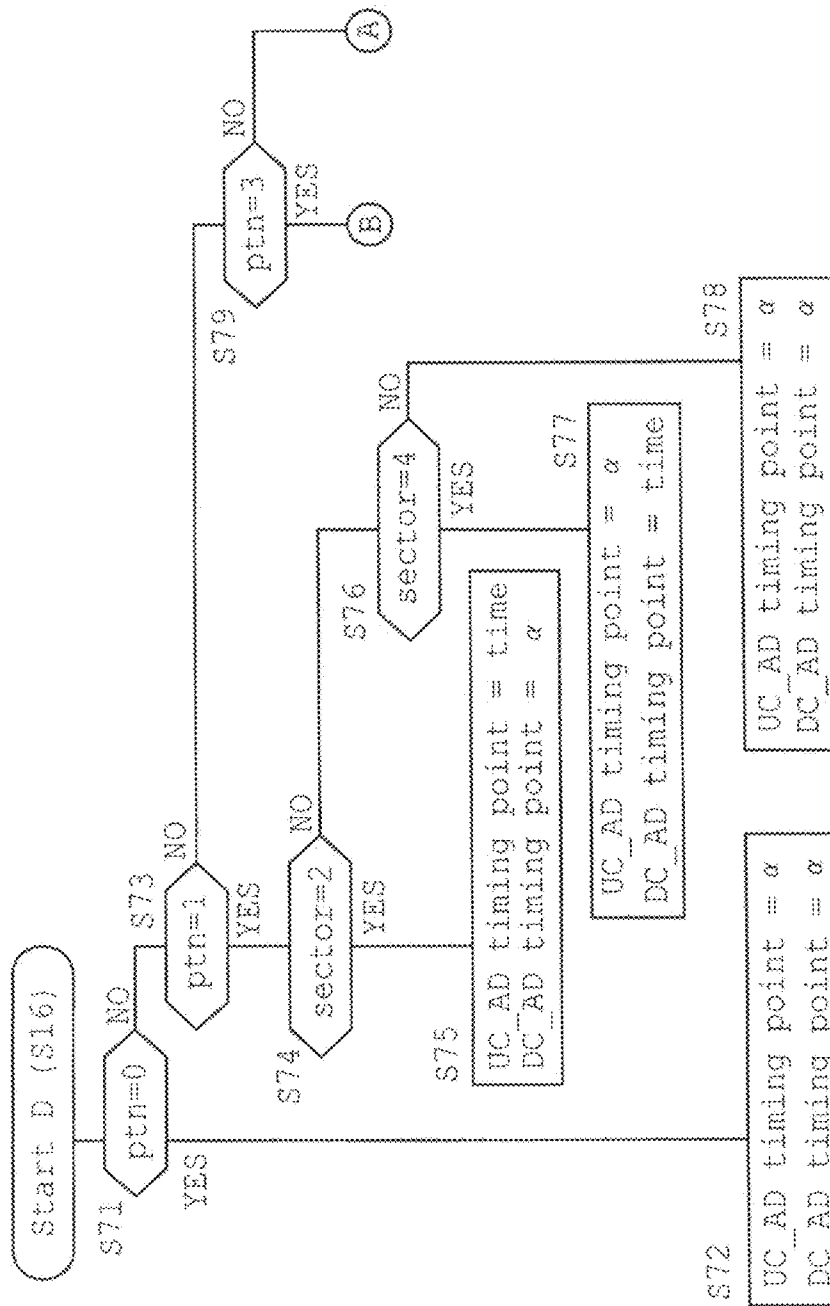 Start D (S16)
S71
ptn=0
NO
YES
S72
UC_AD timing point = α
DC_AD timing point = α
S73
ptn=1
NO
YES
S74
sector=2
NO
YES
S75
UC_AD timing point = time
DC_AD timing point = α
S76
sector=4
NO
YES
S77
UC_AD timing point = α
DC_AD timing point = time
S78
UC_AD timing point = α
DC_AD timing point = α
S79
ptn=3
NO
YES
B
A